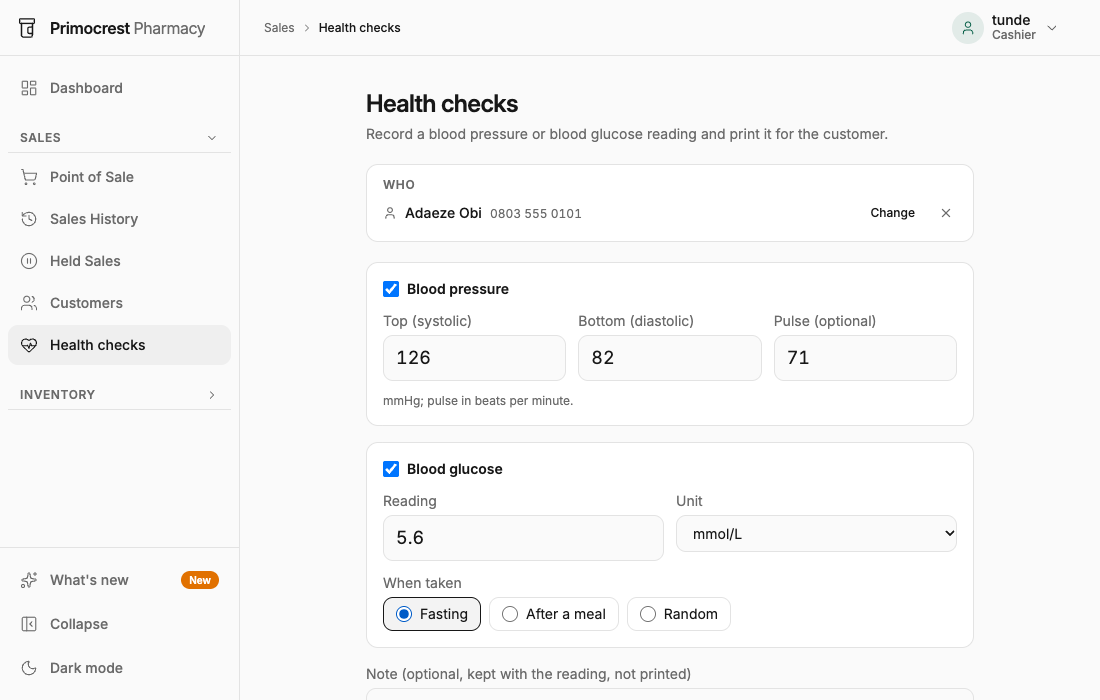 Primocrest Pharmacy
Sales > Health checks
tunde
Cashier
Dashboard
SALES
Point of Sale
Sales History
Held Sales
Customers
Health checks
INVENTORY
What's new
New
Collapse
Dark mode
Health checks
Record a blood pressure or blood glucose reading and print it for the customer.
WHO
Adaeze Obi 0803 555 0101
Change
Blood pressure
Top (systolic) Bottom (diastolic) Pulse (optional)
126 82 71
mmHg; pulse in beats per minute.
Blood glucose
Reading Unit
5.6 mmol/L
When taken
Fasting After a meal Random
Note (optional, kept with the reading, not printed)